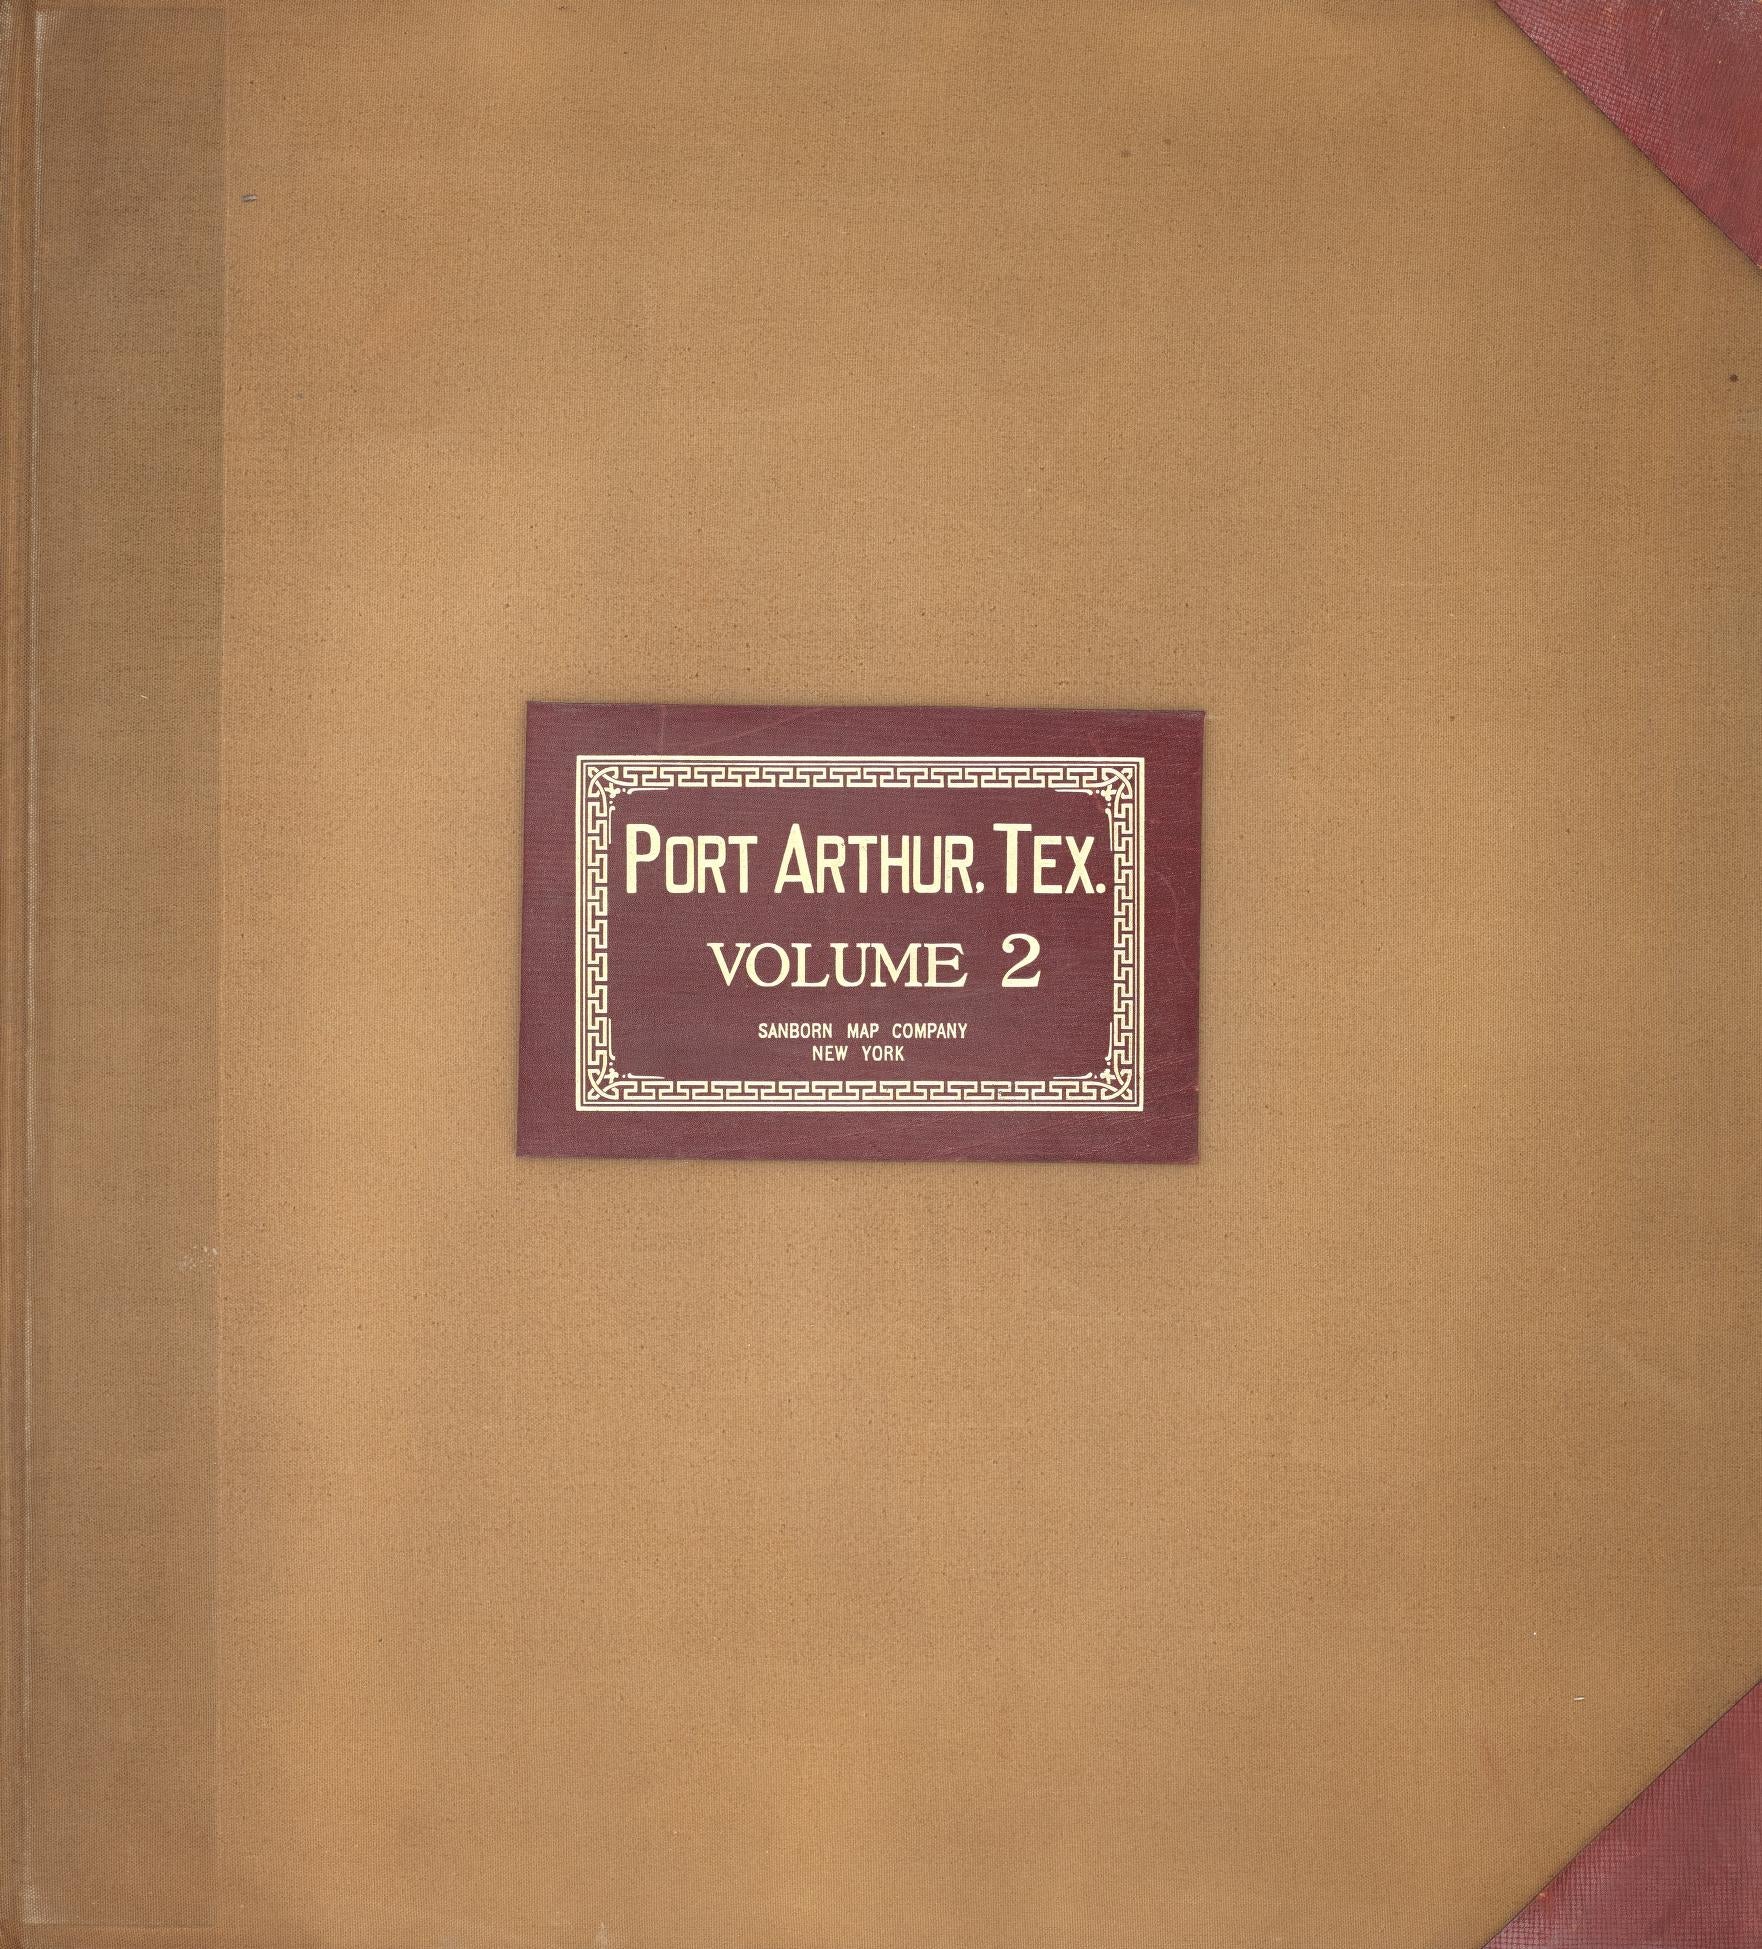 PORT ARTHUR, TEX.
VOLUME 2
SANBORN MAP COMPANY
NEW YORK